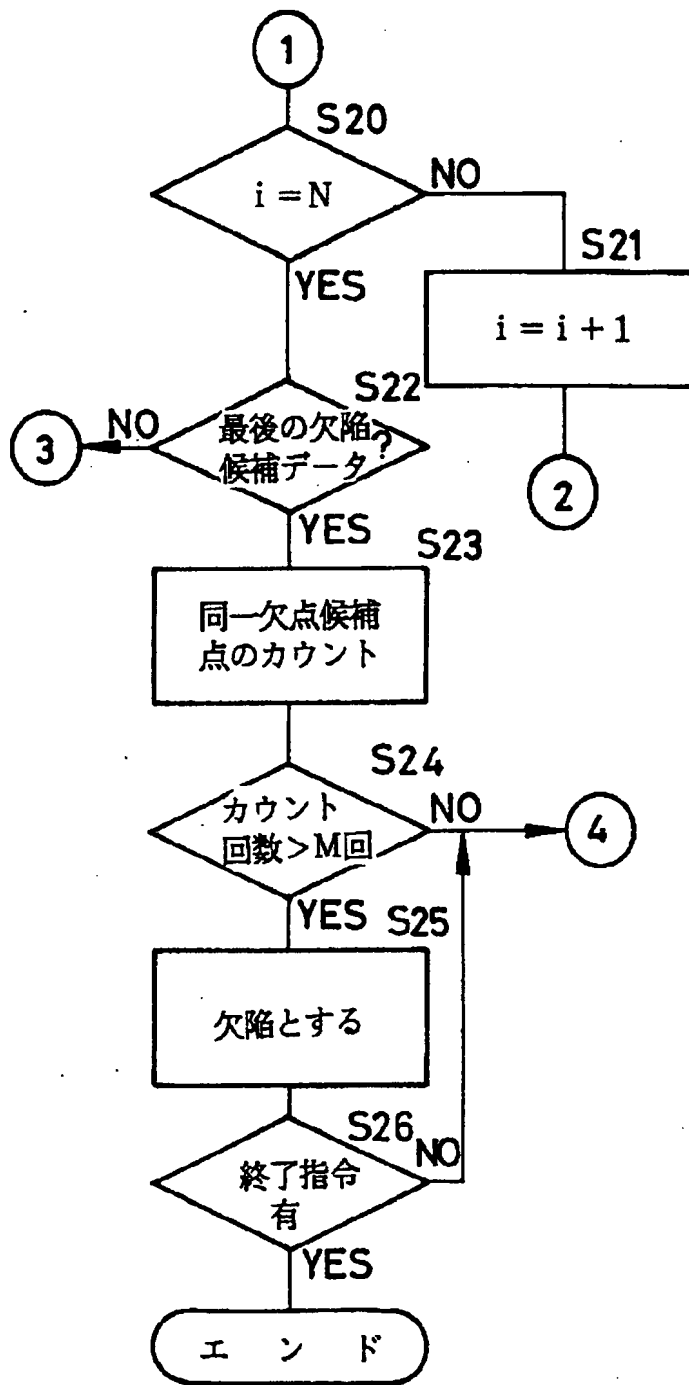 1
S20
i = N
NO
S21
i = i + 1
YES
2
S22
最後の欠陥
候補データ?
NO
3
YES
S23
同一欠点候補
点のカウント
S24
カウント
回数>M回
NO
4
YES
S25
欠陥とする
S26
終了指令
有
NO
YES
エンド